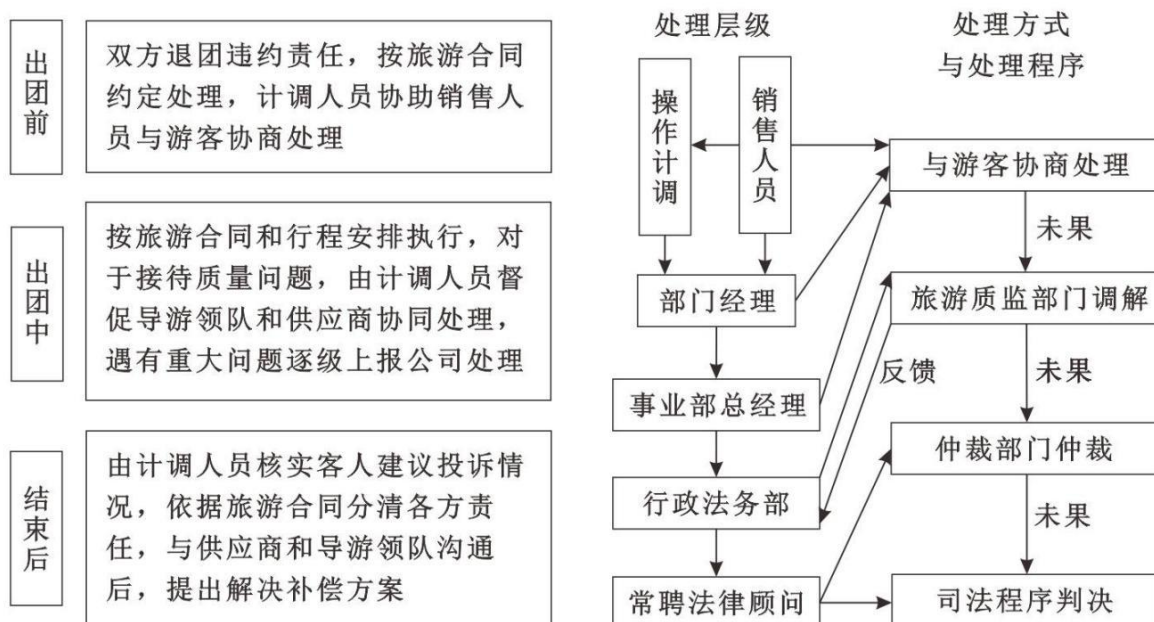 出团前
双方退团违约责任，按旅游合同
约定处理，计调人员协助销售人
员与游客协商处理
出团中
按旅游合同和行程安排执行，对
于接待质量问题，由计调人员督
促导游领队和供应商协同处理，
遇有重大问题逐级上报公司处理
结束后
由计调人员核实客人建议投诉情
况，依据旅游合同分清各方责
任，与供应商和导游领队沟通
后，提出解决补偿方案
处理层级
处理方式
与处理程序
操作计调
销售人员
与游客协商处理
未果
部门经理
旅游质监部门调解
反馈
未果
事业部总经理
仲裁部门仲裁
行政法务部
未果
常聘法律顾问
司法程序判决